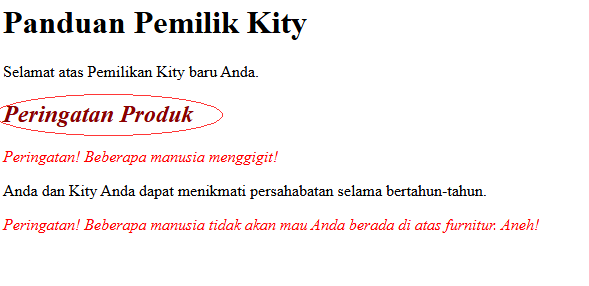 Panduan Pemilik Kity
Selamat atas Pemilikan Kity baru Anda.
Peringatan Produk
Peringatan! Beberapa manusia menggigit!
Anda dan Kity Anda dapat menikmati persahabatan selama bertahun-tahun.
Peringatan! Beberapa manusia tidak akan mau Anda berada di atas furnitur. Aneh!